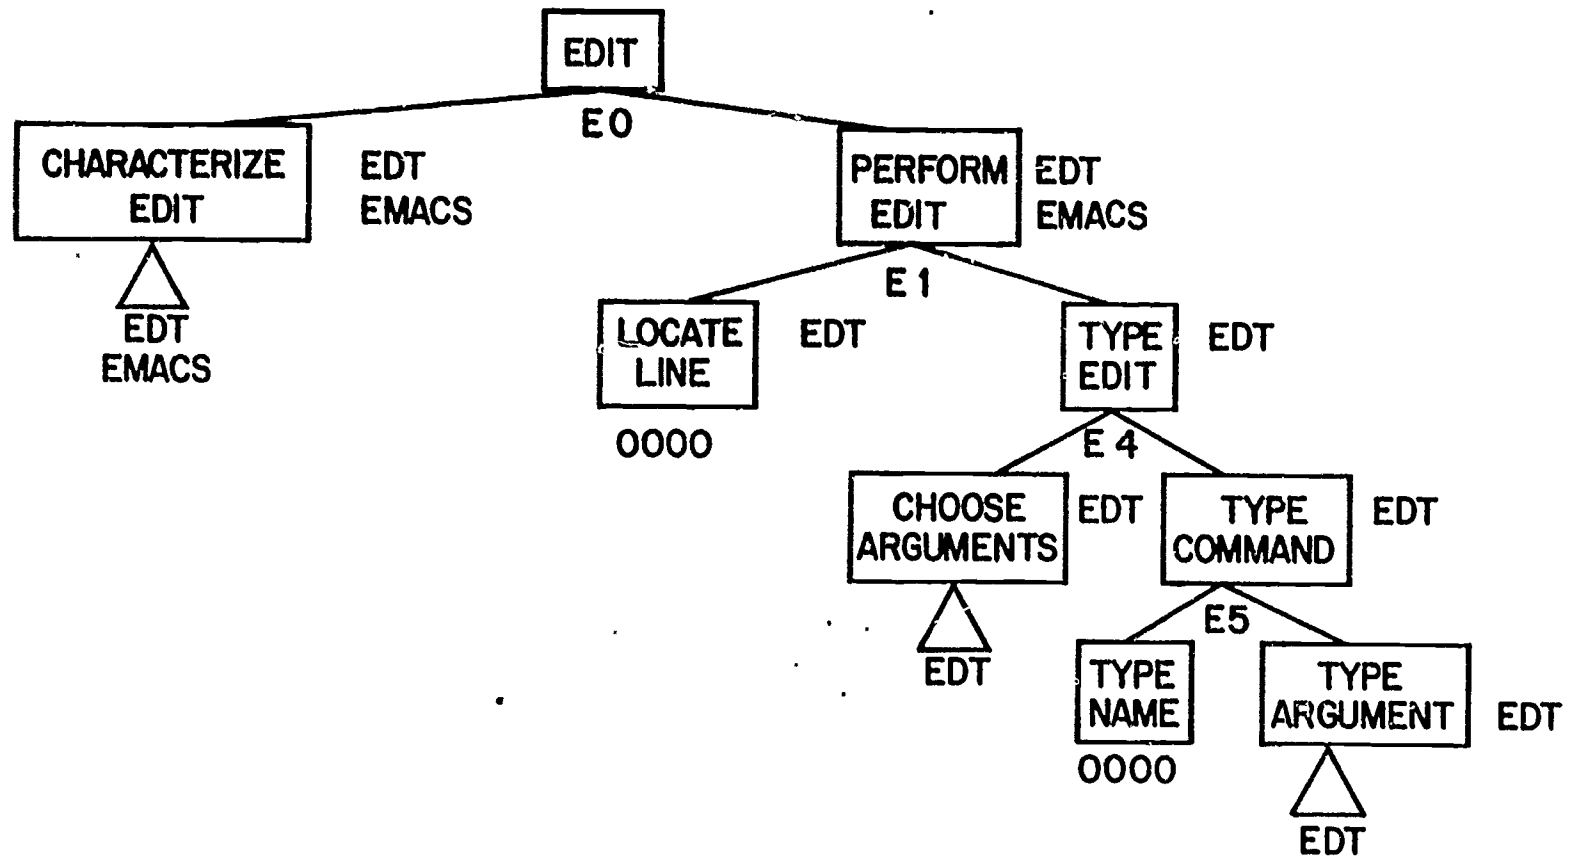 EDIT
E0
CHARACTERIZE
EDIT
EDT
EMACS
PERFORM
EDIT
EDT
EMACS
EDT
EMACS
E1
LOCATE
LINE
EDT
TYPE
EDIT
EDT
0000
E4
CHOOSE
ARGUMENTS
EDT
TYPE
COMMAND
EDT
EDT
E5
TYPE
NAME
TYPE
ARGUMENT
EDT
0000
EDT